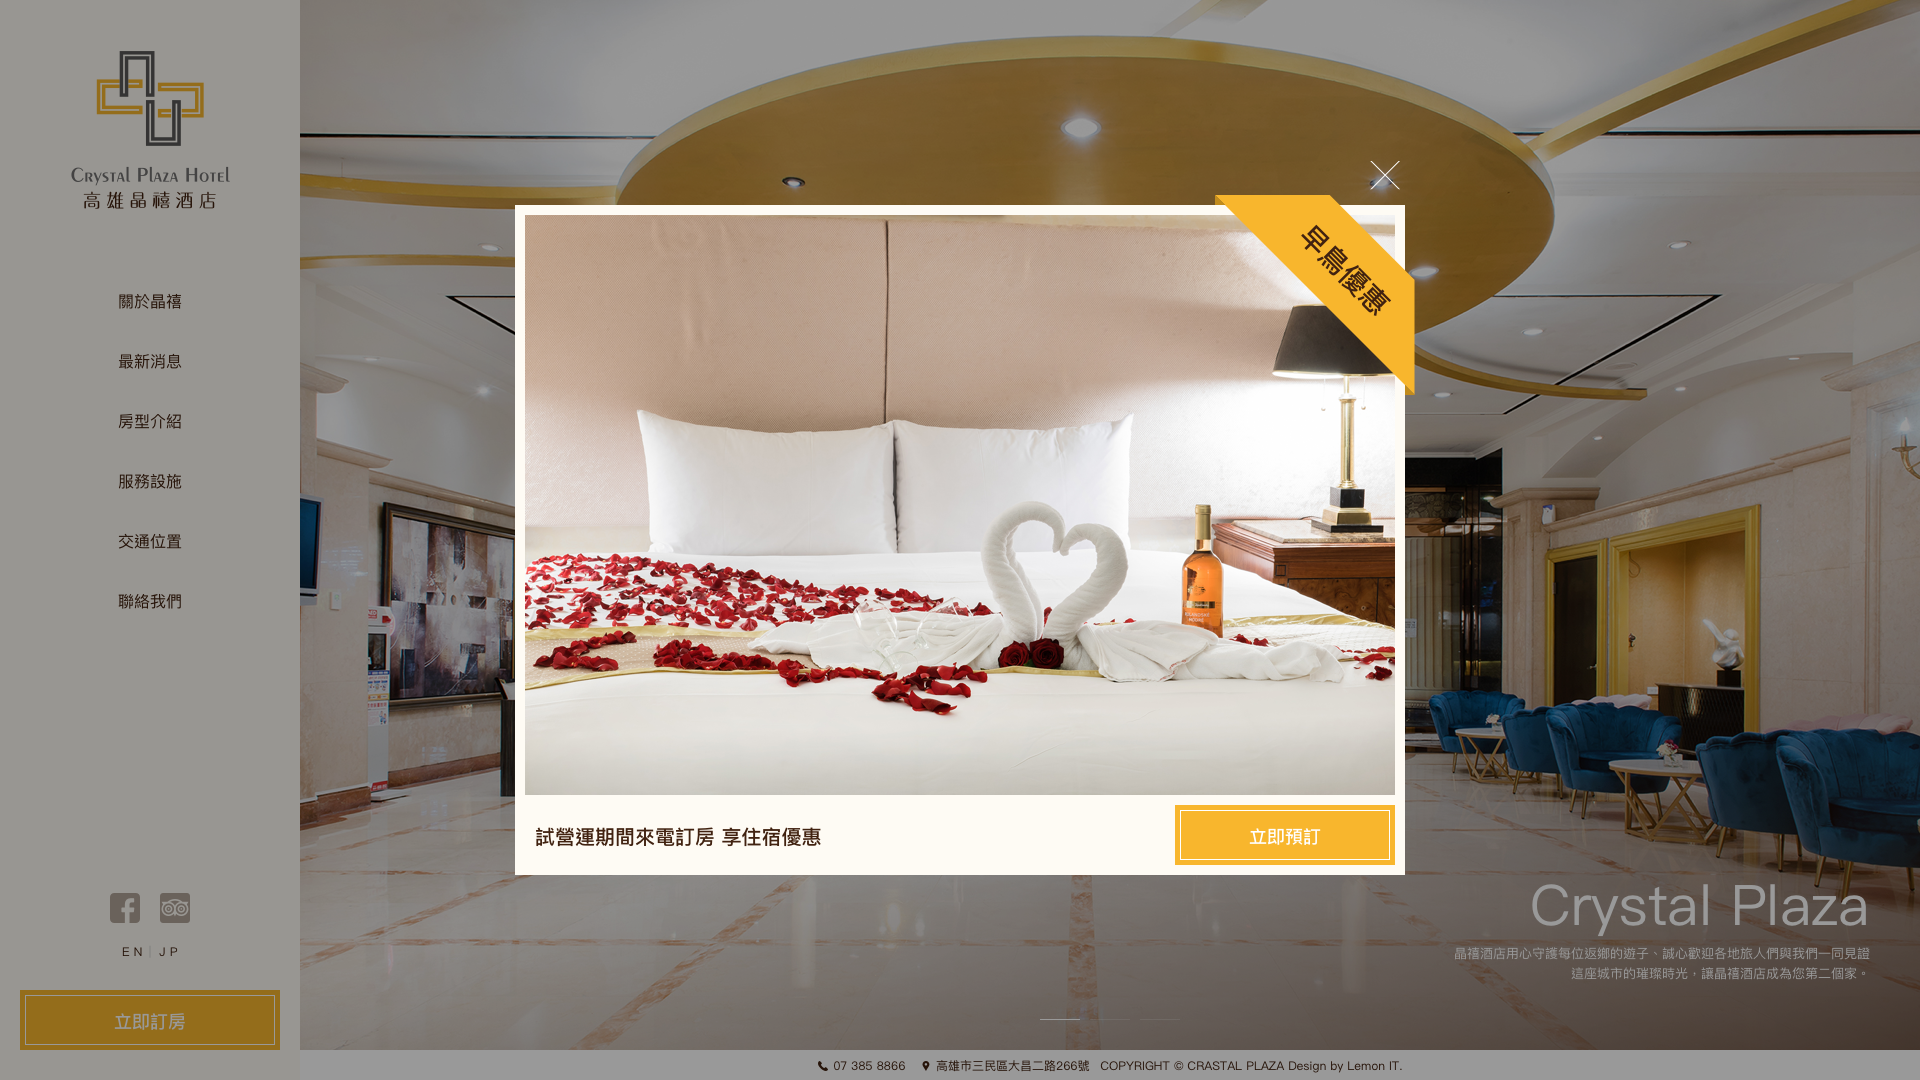 Crystal Plaza Hotel
高雄晶禧酒店
關於晶禧
最新消息
房型介紹
服務設施
交通位置
聯絡我們
EN | JP
立即訂房
早鳥優惠
試營運期間來電訂房 享住宿優惠
立即預訂
Crystal Plaza
晶禧酒店用心守護每位返鄉的遊子、誠心歡迎各地旅人們與我們一同見證
這座城市的璀璨時光，讓晶禧酒店成為您第二個家。
07 385 8866 高雄市三民區大昌二路266號 COPYRIGHT © CRASTAL PLAZA Design by Lemon IT.